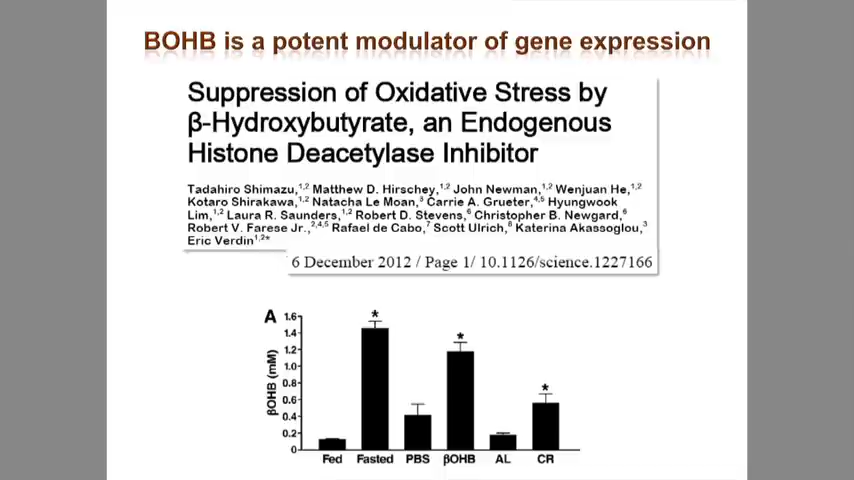 BOHB is a potent modulator of gene expression
Suppression of Oxidative Stress by
β-Hydroxybutyrate, an Endogenous
Histone Deacetylase Inhibitor
Tadahiro Shimazu,1,2 Matthew D. Hirschey,1,2 John Newman,1,2 Wenjuan He,1,2
Kotaro Shirakawa,1,2 Natacha Le Moan,3 Carrie A. Grueter,4,5 Hyungwook
Lim,1,2 Laura R. Saunders,1,2 Robert D. Stevens,6 Christopher B. Newgard,6
Robert V. Farese Jr.,2,4,5 Rafael de Cabo,7 Scott Ulrich,8 Katerina Akassoglou,3
Eric Verdin1,2*
6 December 2012 / Page 1/ 10.1126/science.1227166
A
βOHB (mM)
1.6
1.4
1.2
1.0
0.8
0.6
0.4
0.2
0
* * *
Fed Fasted PBS βOHB AL CR